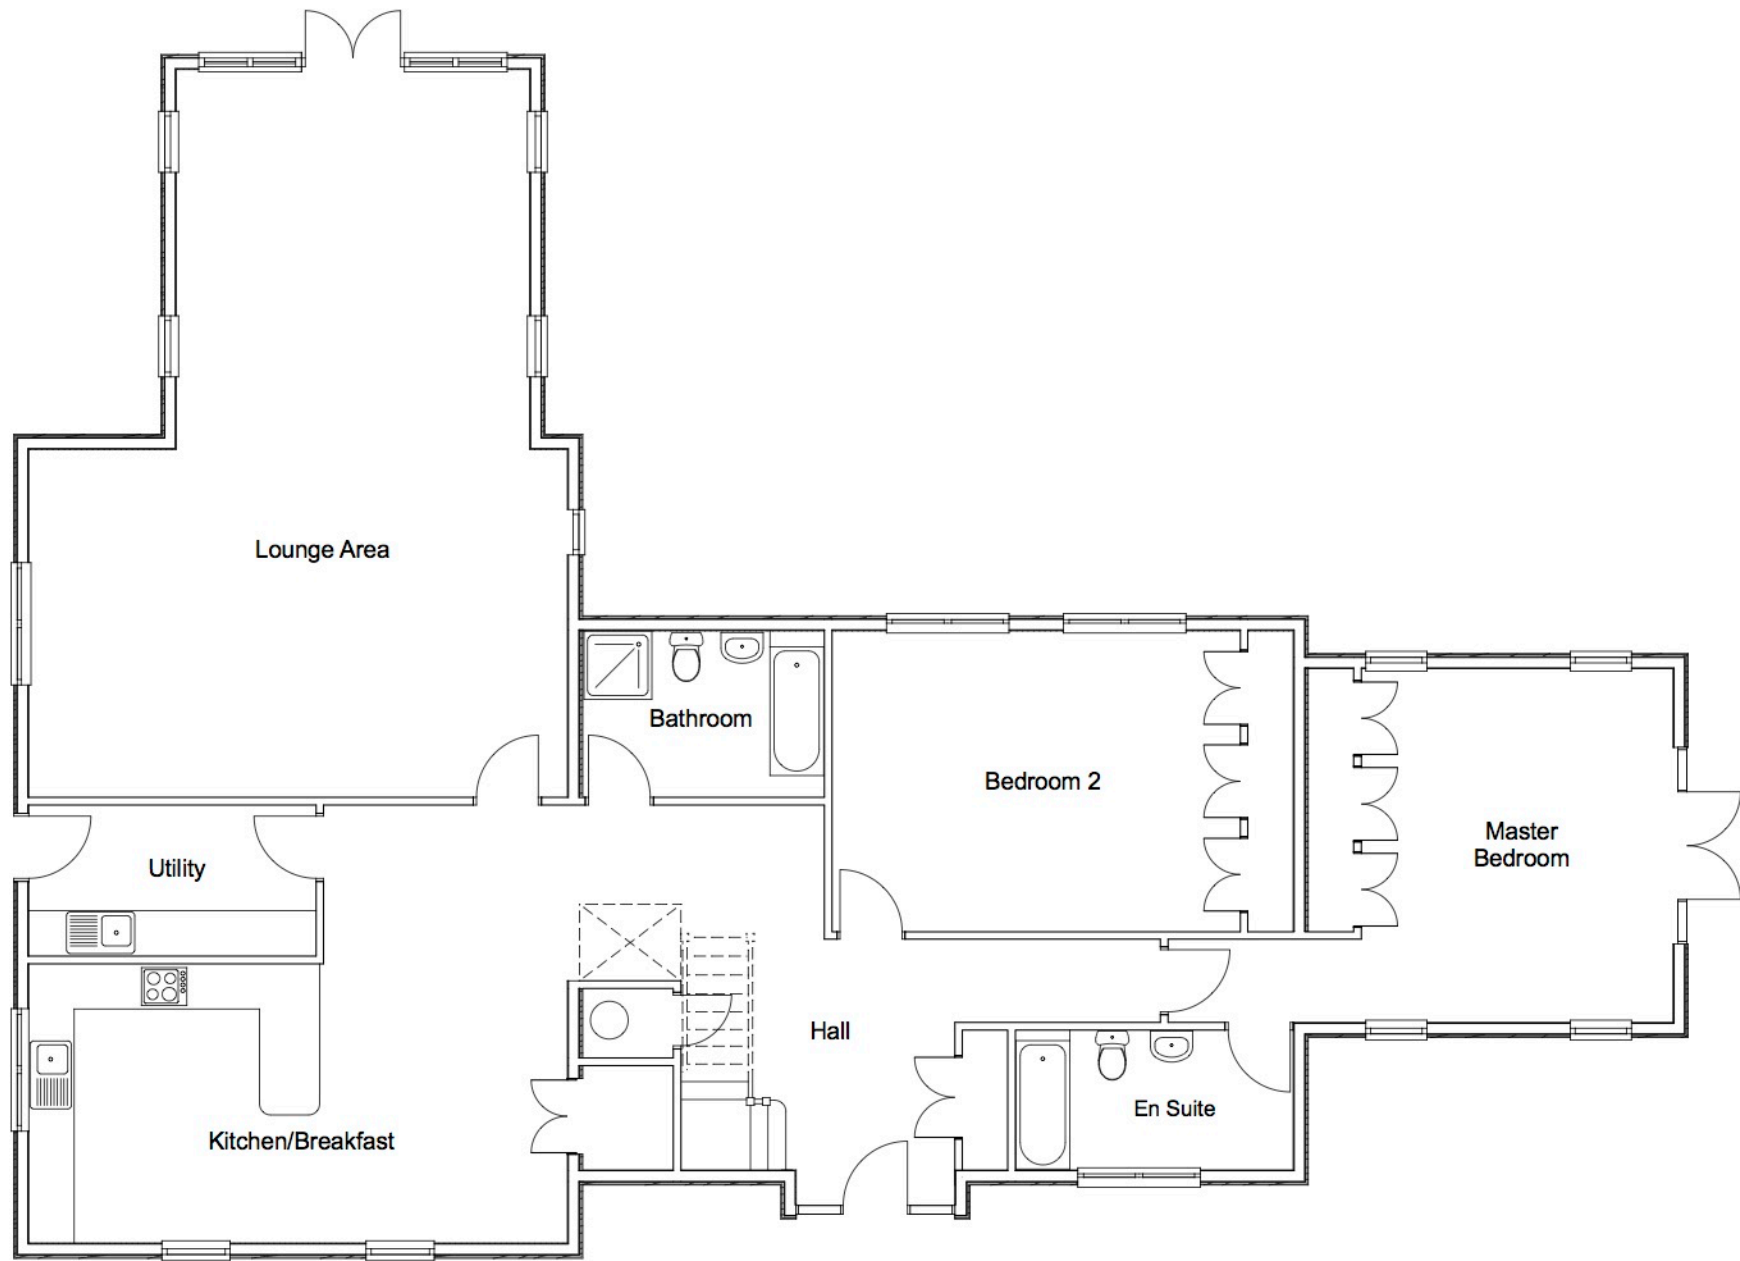 Lounge Area
Bathroom
Bedroom 2
Master
Bedroom
Utility
Hall
En Suite
Kitchen/Breakfast